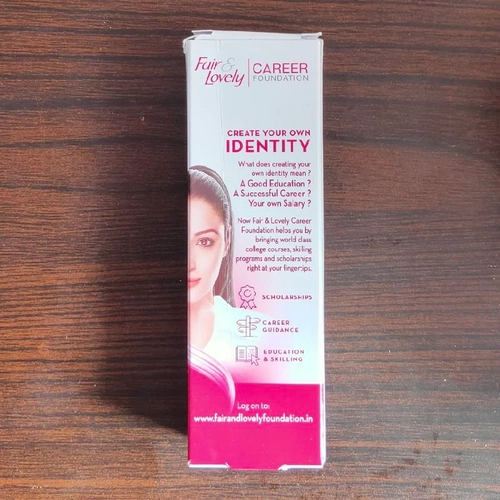 Fair & Lovely
CAREER
FOUNDATION
CREATE YOUR OWN
IDENTITY
What does creating your
own identity mean ?
A Good Education ?
A Successful Career ?
Your own Salary ?
Now Fair & Lovely Career
Foundation helps you by
bringing world class
college courses, skilling
programs and scholarships
right at your fingertips.
SCHOLARSHIPS
CAREER
GUIDANCE
EDUCATION
& SKILLING
Log on to:
www.fairandlovelyfoundation.in